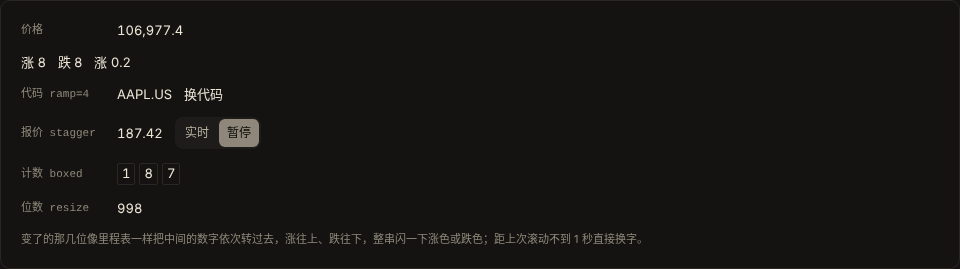 价格 106,977.4
涨 8 跌 8 涨 0.2
代码 ramp=4 AAPL.US 换代码
报价 stagger 187.42 实时 暂停
计数 boxed 1 8 7
位数 resize 998
变了的那几位像里程表一样把中间的数字依次转过去，涨往上、跌往下，整串闪一下涨色或跌色；距上次滚动不到 1 秒直接换字。